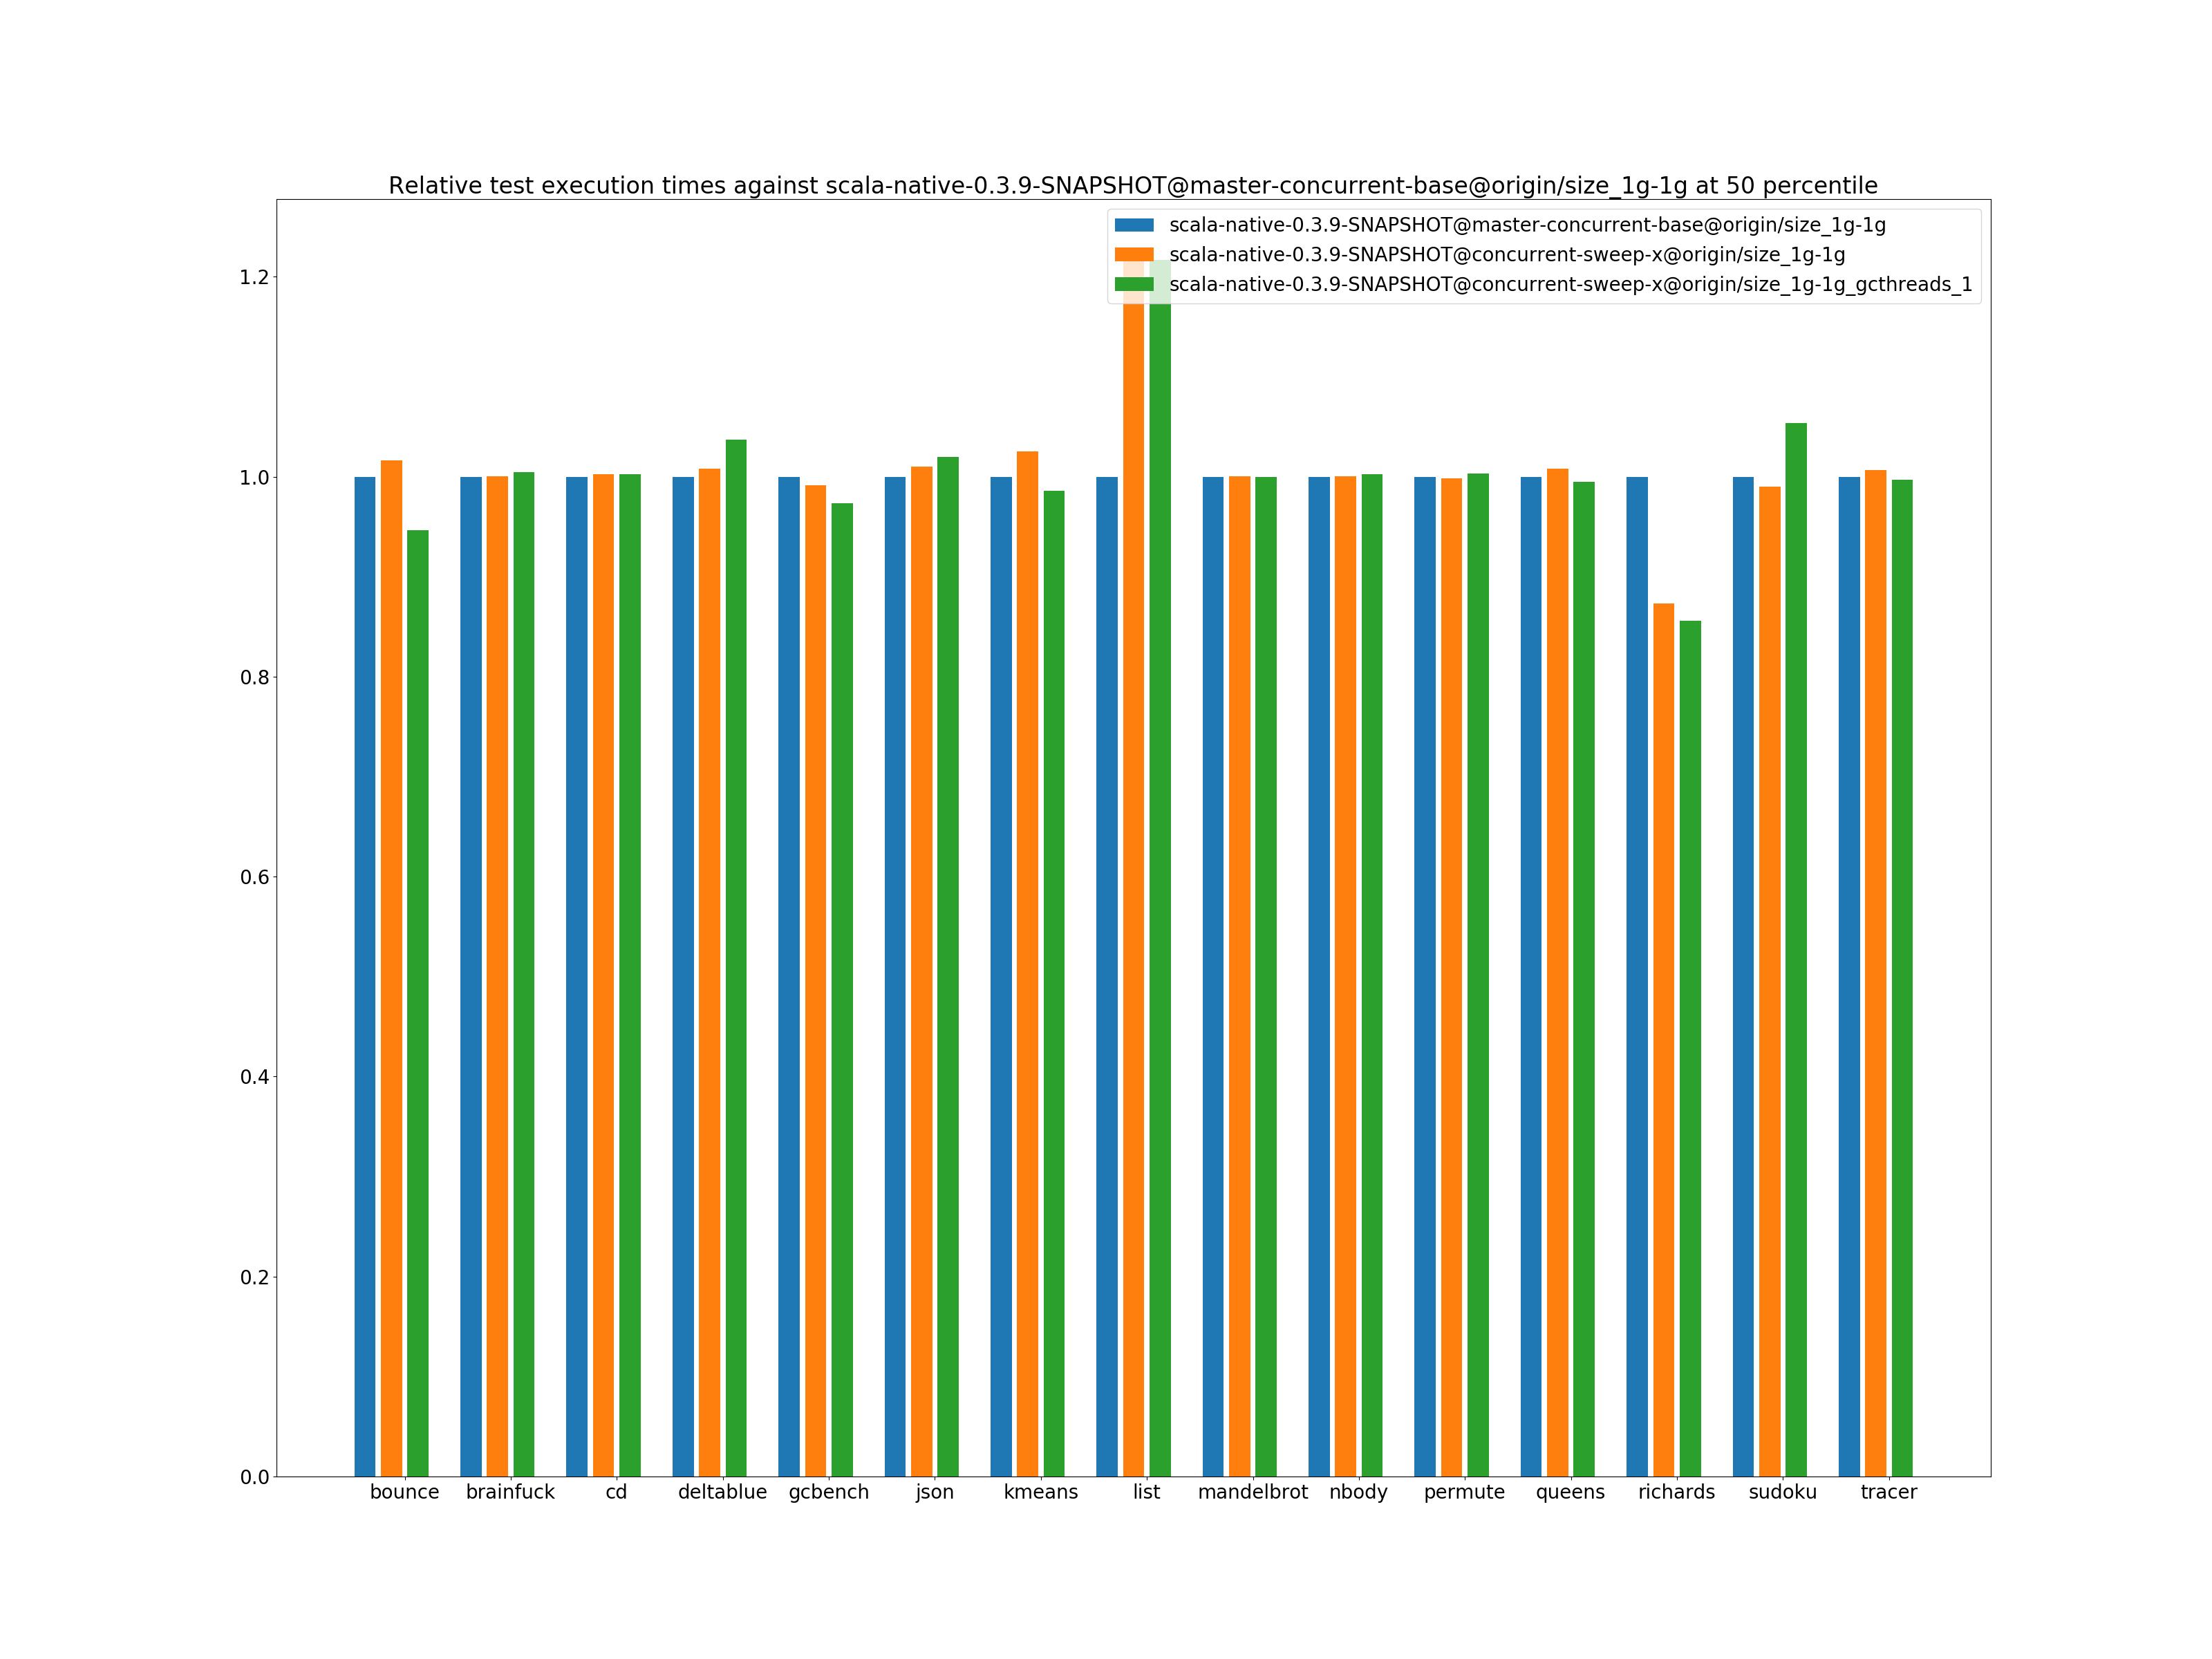 Relative test execution times against scala-native-0.3.9-SNAPSHOT@master-concurrent-base@origin/size_1g-1g at 50 percentile
scala-native-0.3.9-SNAPSHOT@master-concurrent-base@origin/size_1g-1g
scala-native-0.3.9-SNAPSHOT@concurrent-sweep-x@origin/size_1g-1g
scala-native-0.3.9-SNAPSHOT@concurrent-sweep-x@origin/size_1g-1g_gcthreads_1
1.2
1.0
0.8
0.6
0.4
0.2
0.0
bounce brainfuck cd deltablue gcbench json kmeans list mandelbrot nbody permute queens richards sudoku tracer